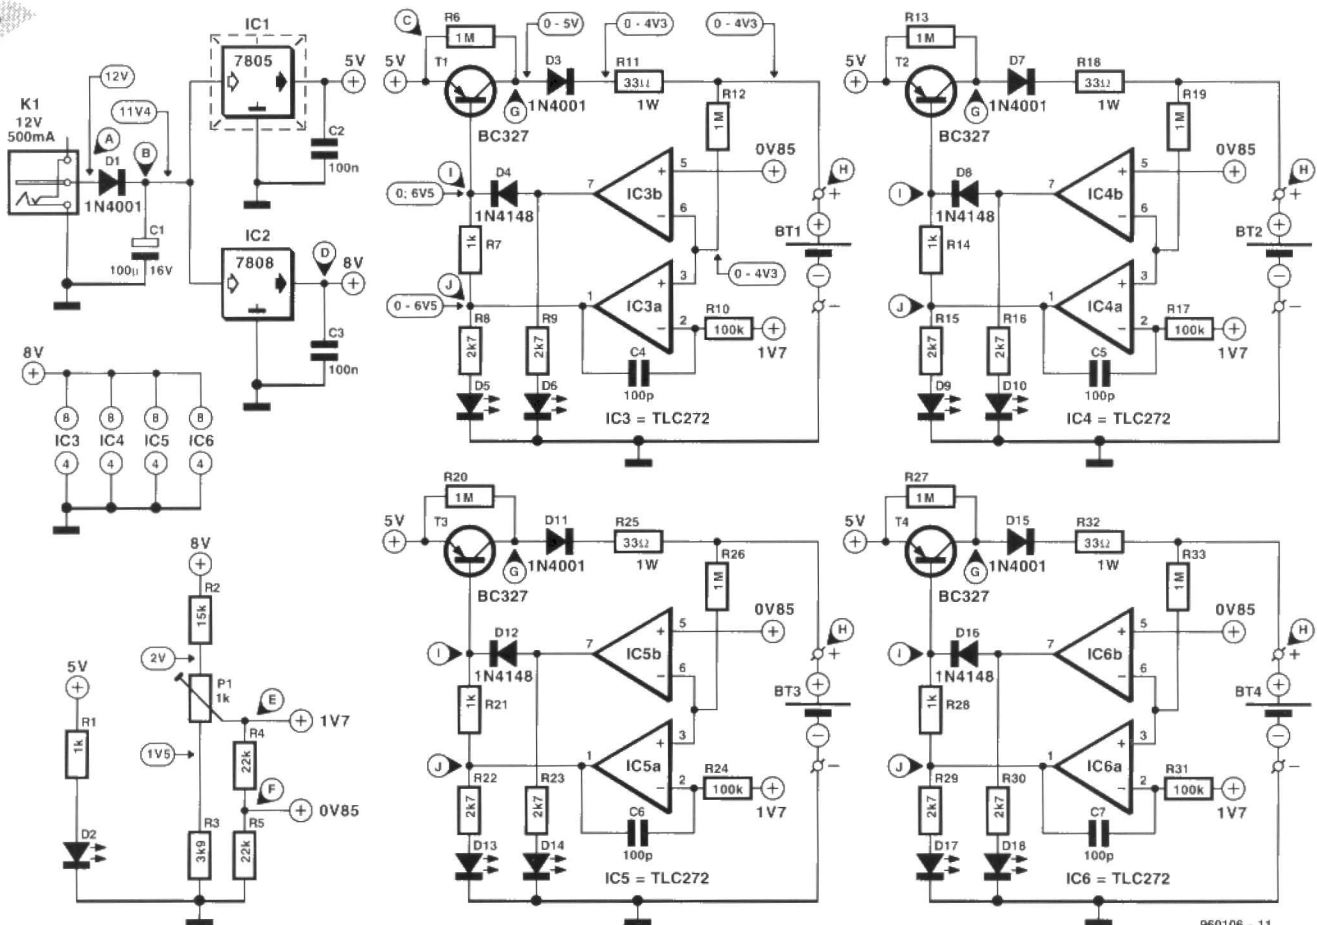 K1
12V
500mA
12V
A
D1
1N4001
11V4
B
C1
100µ
16V
IC1
7805
5V
C2
100n
IC2
7808
D
8V
C3
100n
8V
8
8
8
8
IC3
IC4
IC5
IC6
4
4
4
4
8V
R2
15k
2V
P1
1k
1V5
E
1V7
R4
22k
F
0V85
R3
3k9
R5
22k
5V
R1
1k
D2
C
R6
1M
5V
T1
BC327
0 - 5V
0 - 4V3
0 - 4V3
G
D3
1N4001
R11
33Ω
1W
R12
1M
0; 6V5
I
D4
1N4148
7
IC3b
+
5
0V85
−
6
R7
1k
J
0 - 6V5
1
IC3a
+
3
−
2
0 - 4V3
R10
100k
1V7
R8
2k7
R9
2k7
C4
100p
D5
D6
IC3 = TLC272
H
+
+
BT1
−
−
R13
1M
5V
T2
BC327
G
D7
1N4001
R18
33Ω
1W
R19
1M
I
D8
1N4148
7
IC4b
+
5
0V85
−
6
R14
1k
J
1
IC4a
+
3
−
2
R17
100k
1V7
R15
2k7
R16
2k7
C5
100p
D9
D10
IC4 = TLC272
H
+
+
BT2
−
−
R20
1M
5V
T3
BC327
G
D11
1N4001
R25
33Ω
1W
R26
1M
I
D12
1N4148
7
IC5b
+
5
0V85
−
6
R21
1k
J
1
IC5a
+
3
−
2
R24
100k
1V7
R22
2k7
R23
2k7
C6
100p
D13
D14
IC5 = TLC272
H
+
+
BT3
−
−
R27
1M
5V
T4
BC327
G
D15
1N4001
R32
33Ω
1W
R33
1M
I
D16
1N4148
7
IC6b
+
5
0V85
−
6
R28
1k
J
1
IC6a
+
3
−
2
R31
100k
1V7
R29
2k7
R30
2k7
C7
100p
D17
D18
IC6 = TLC272
H
+
+
BT4
−
−
960106 - 11